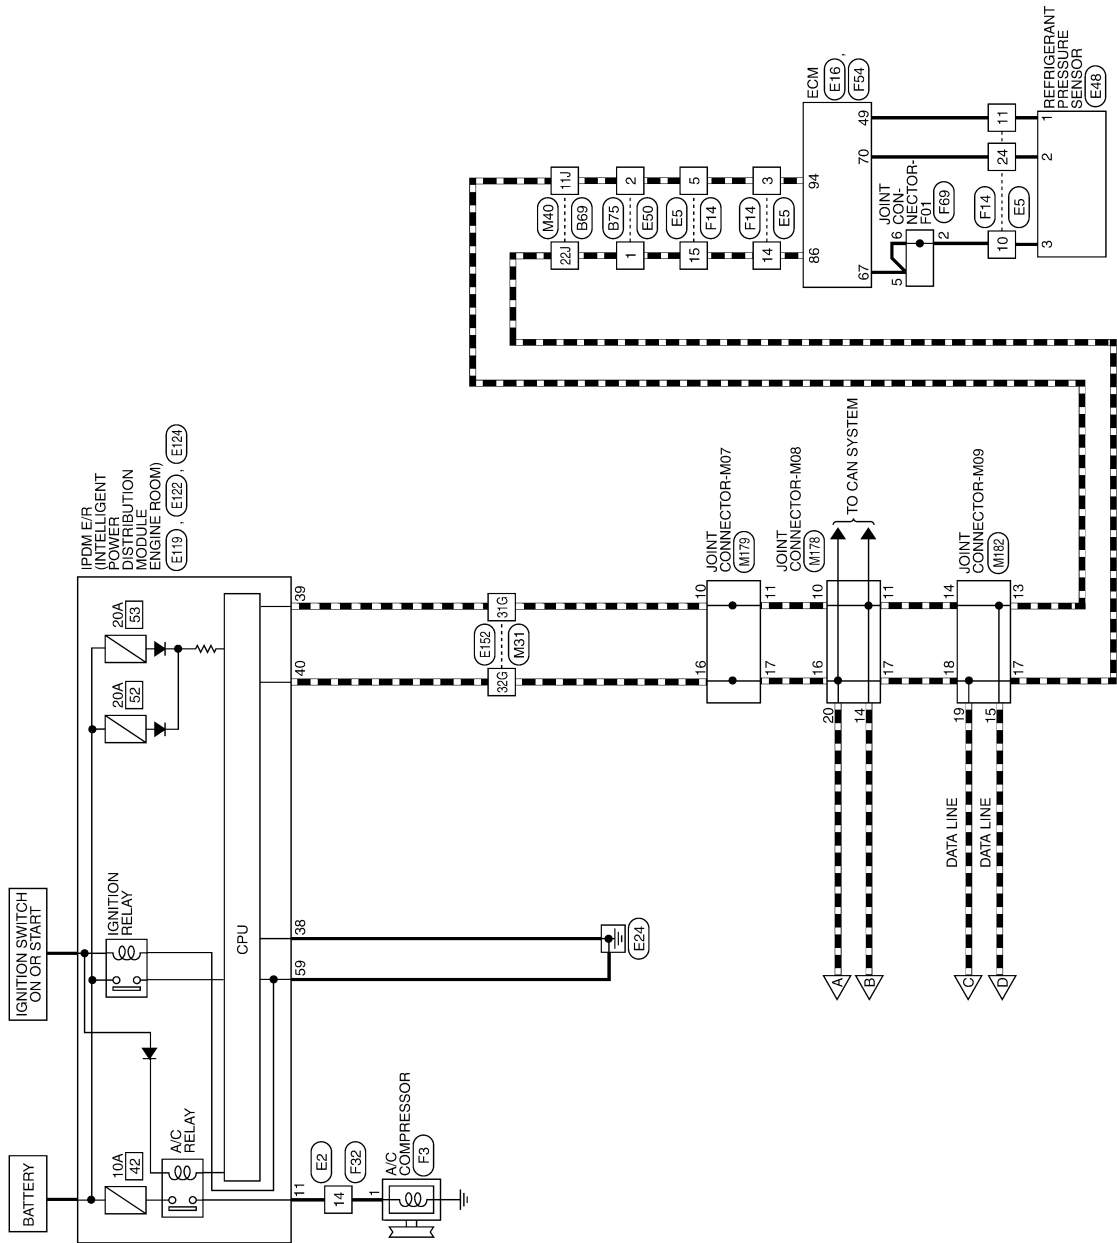 BATTERY
IGNITION SWITCH
ON OR START
IPDM E/R
(INTELLIGENT
POWER
DISTRIBUTION
MODULE
ENGINE ROOM)
E119 , E122 , E124
10A
42
A/C
RELAY
IGNITION
RELAY
20A
52
20A
53
CPU
11
59
38
40
39
E2
14
F32
1
A/C
COMPRESSOR
F3
E24
E152
32G
31G
M31
JOINT
CONNECTOR-M07
M179
16
10
17
11
JOINT
CONNECTOR-M08
M178
16
10
20
14
17
11
TO CAN SYSTEM
JOINT
CONNECTOR-M09
M182
18
14
19
15
17
13
A
B
C
D
DATA LINE
DATA LINE
M40
22J
11J
B69
B75
1
2
E50
E5
15
5
F14
F14
14
3
E5
ECM
E16 ,
F54
86
94
67
70
49
JOINT
CON-
NECTOR-
F01
F69
5
6
2
F14
10
24
11
E5
REFRIGERANT
PRESSURE
SENSOR
E48
3
2
1